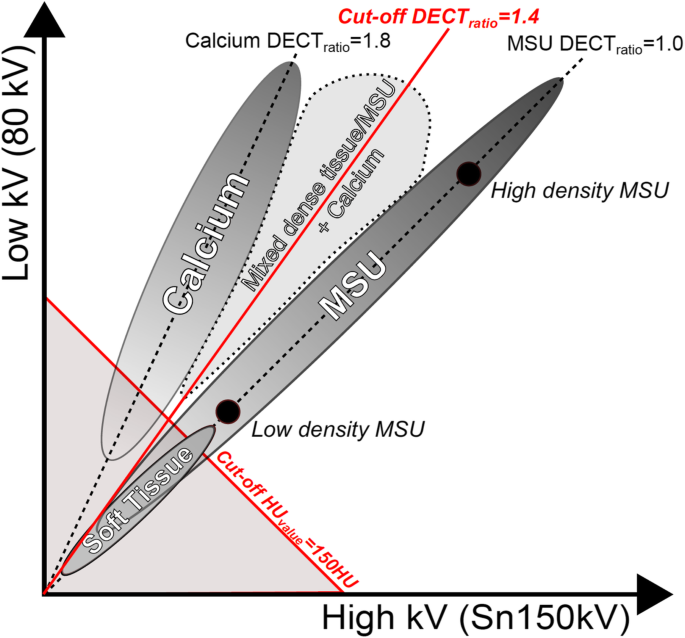 Cut-off DECTratio=1.4
Calcium DECTratio=1.8
MSU DECTratio=1.0
Low kV (80 kV)
Calcium
Mixed dense tissue/MSU
+ Calcium
MSU
High density MSU
Low density MSU
Soft Tissue
Cut-off HUvalue=150HU
High kV (Sn150kV)